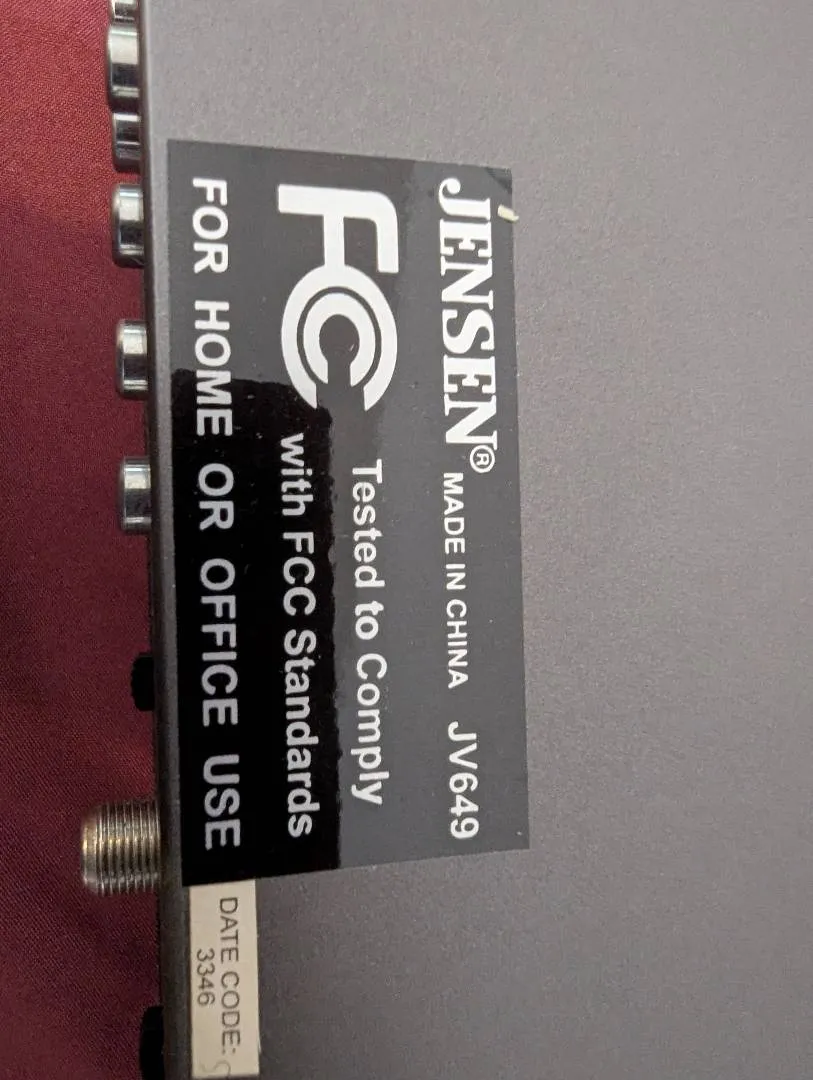 JENSEN® MADE IN CHINA JV649
FC Tested to Comply
with FCC Standards
FOR HOME OR OFFICE USE
DATE CODE:
3346